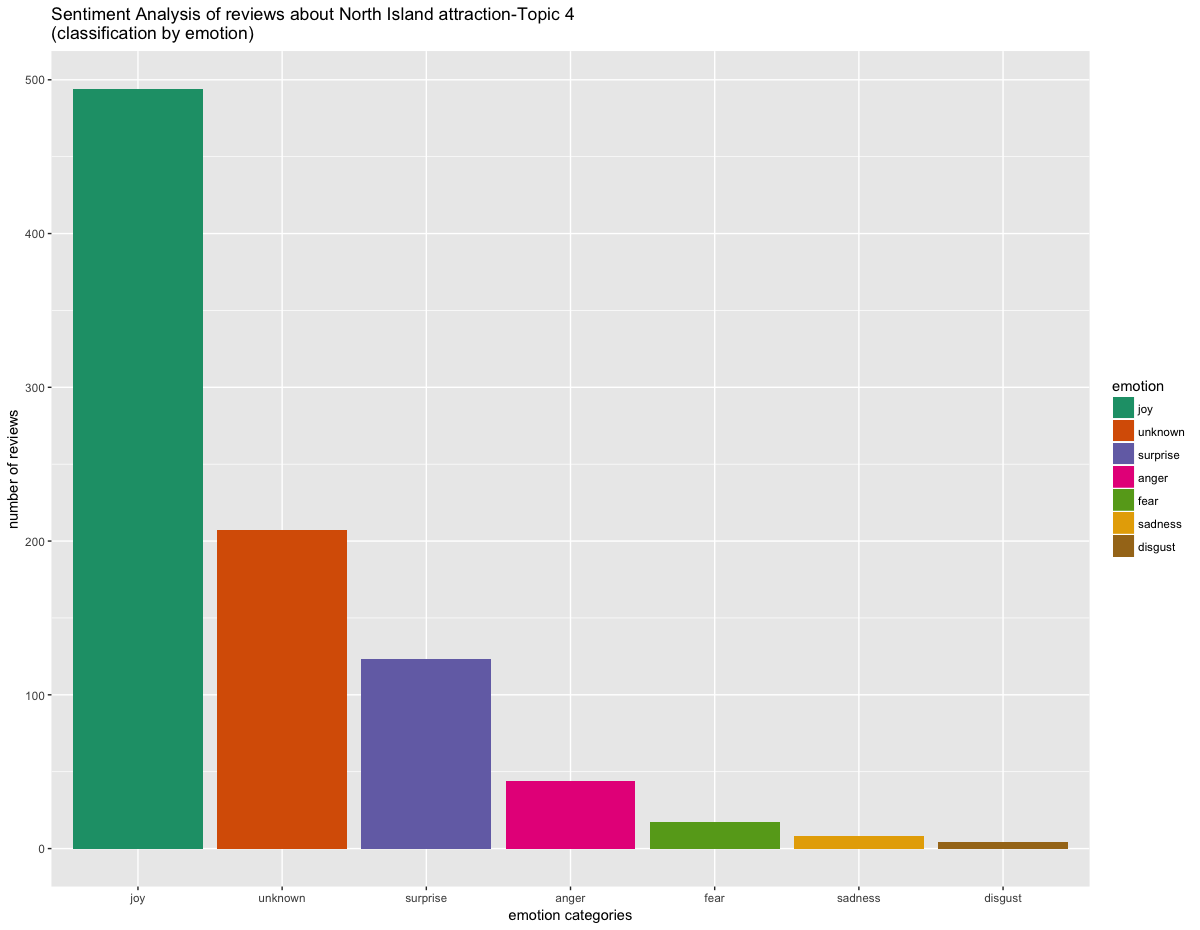 Sentiment Analysis of reviews about North Island attraction-Topic 4
(classification by emotion)
number of reviews
500
400
300
200
100
0
joy
unknown
surprise
anger
fear
sadness
disgust
emotion categories
emotion
joy
unknown
surprise
anger
fear
sadness
disgust